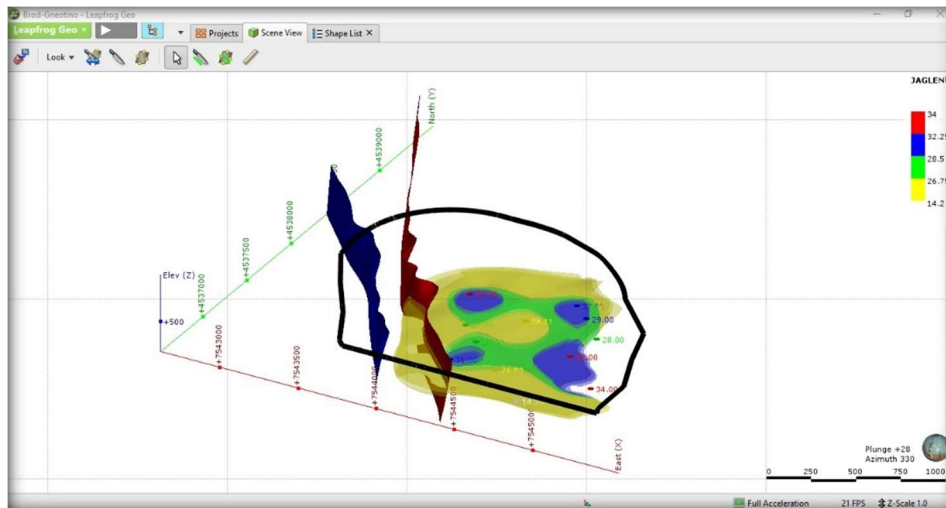 Brod-Gneotino - Leapfrog Geo
Leapfrog Geo
Projects
Scene View
Shape List
Look
JAGLEN
34
32.25
28.5
26.75
14.2
North (Y)
+4539000
+4538000
+4537500
+4537000
Elev (Z)
+500
+7543000
+7543500
+7544000
+7544500
+7545000
East (X)
29.00
28.00
34.00
Plunge +28
Azimuth 330
0 250 500 750 1000
Full Acceleration 21 FPS Z-Scale 1.0